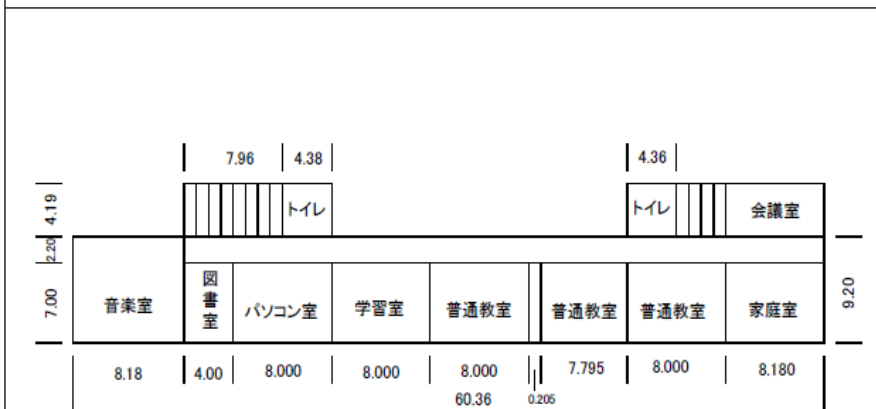 7.96 4.38 4.36
4.19
トイレ トイレ 会議室
2.20
7.00
音楽室
図書室
パソコン室 学習室 普通教室 普通教室 普通教室 家庭室
9.20
8.18 4.00 8.000 8.000 8.000 7.795 8.000 8.180
60.36 0.205